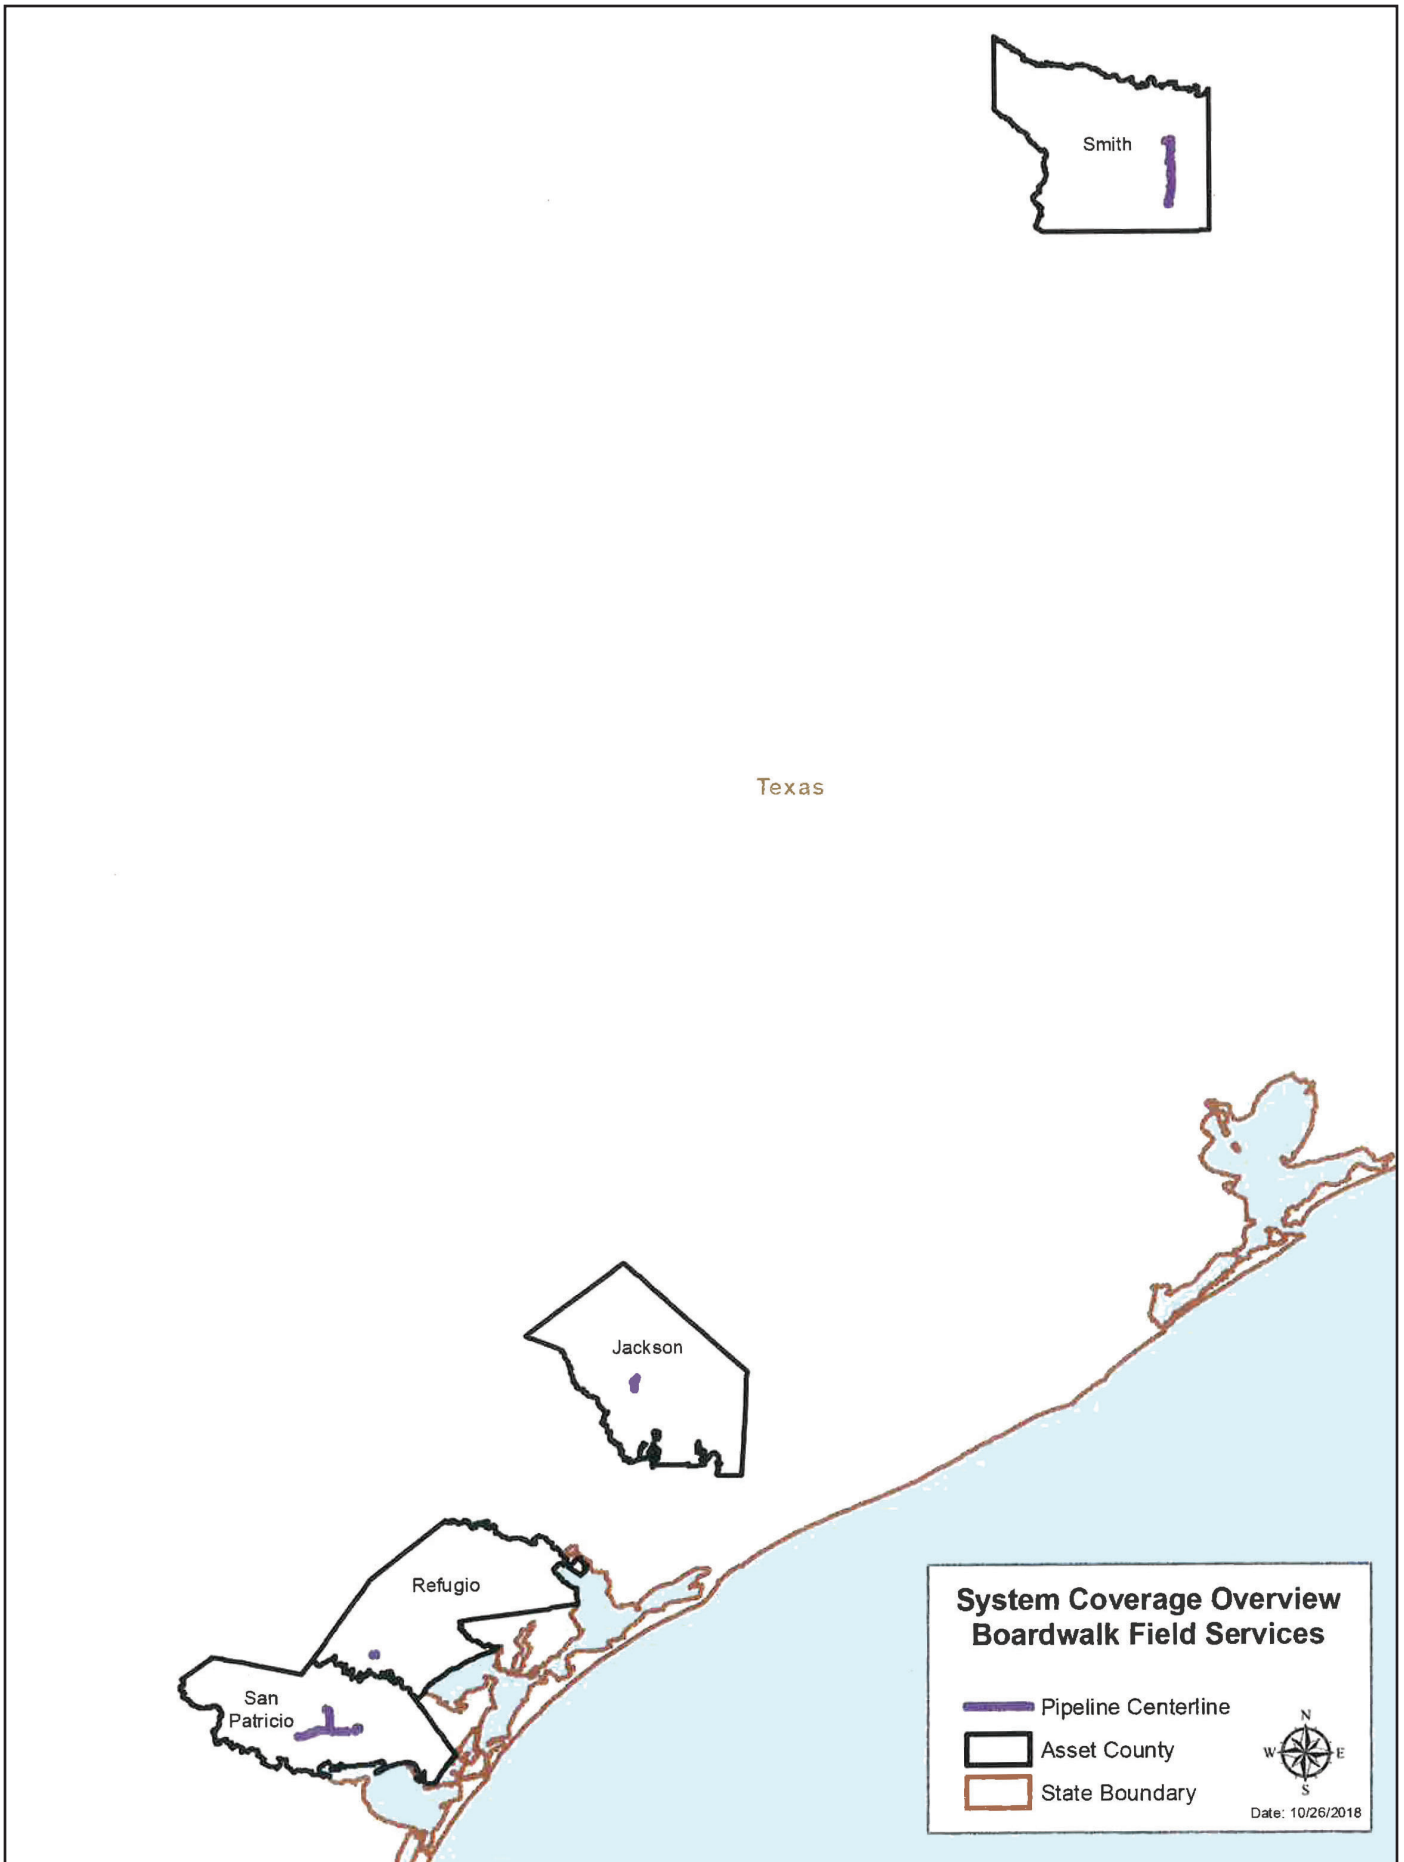 Smith
Texas
Jackson
Refugio
San
Patricio
System Coverage Overview
Boardwalk Field Services
Pipeline Centerline
Asset County
State Boundary
N
W
E
S
Date: 10/26/2018